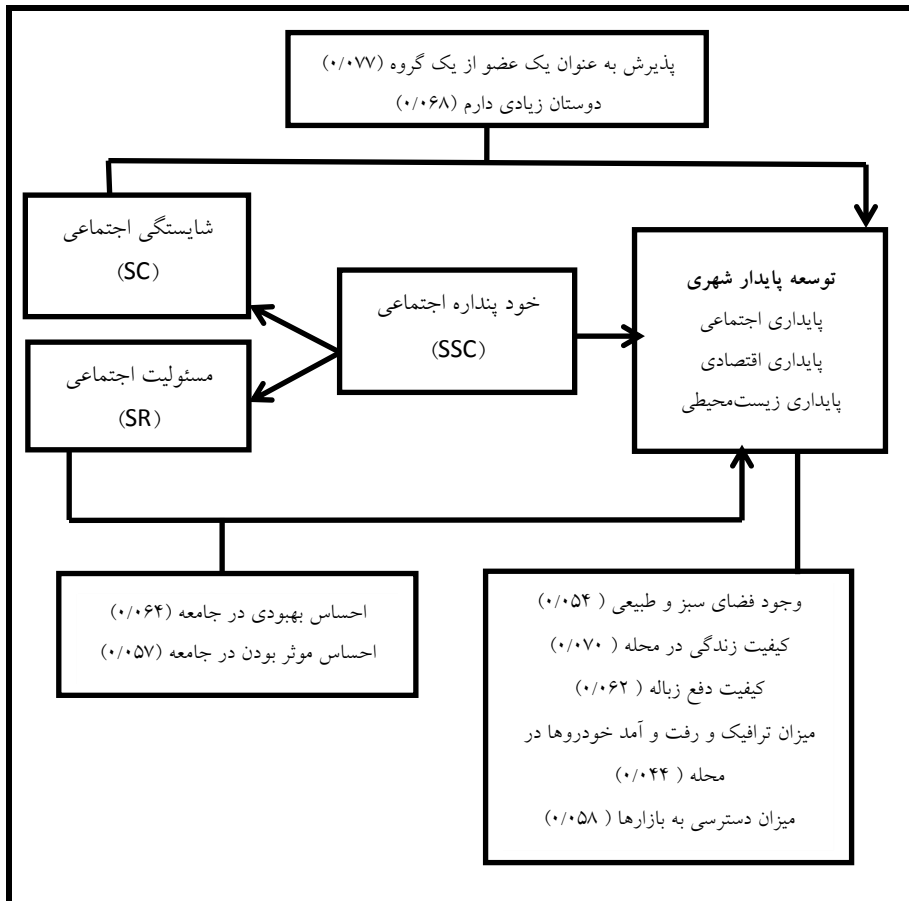 پذیرش به عنوان یک عضو از یک گروه (۰/۰۷۷)
دوستان زیادی دارم (۰/۰۶۸)
شایستگی اجتماعی
(SC)
خود پنداره اجتماعی
(SSC)
توسعه پایدار شهری
پایداری اجتماعی
پایداری اقتصادی
پایداری زیست‌محیطی
مسئولیت اجتماعی
(SR)
احساس بهبودی در جامعه (۰/۰۶۴)
احساس موثر بودن در جامعه (۰/۰۵۷)
وجود فضای سبز و طبیعی ( ۰/۰۵۴)
کیفیت زندگی در محله ( ۰/۰۷۰)
کیفیت دفع زباله ( ۰/۰۶۲)
میزان ترافیک و رفت و آمد خودروها در
محله ( ۰/۰۴۴)
میزان دسترسی به بازارها ( ۰/۰۵۸)